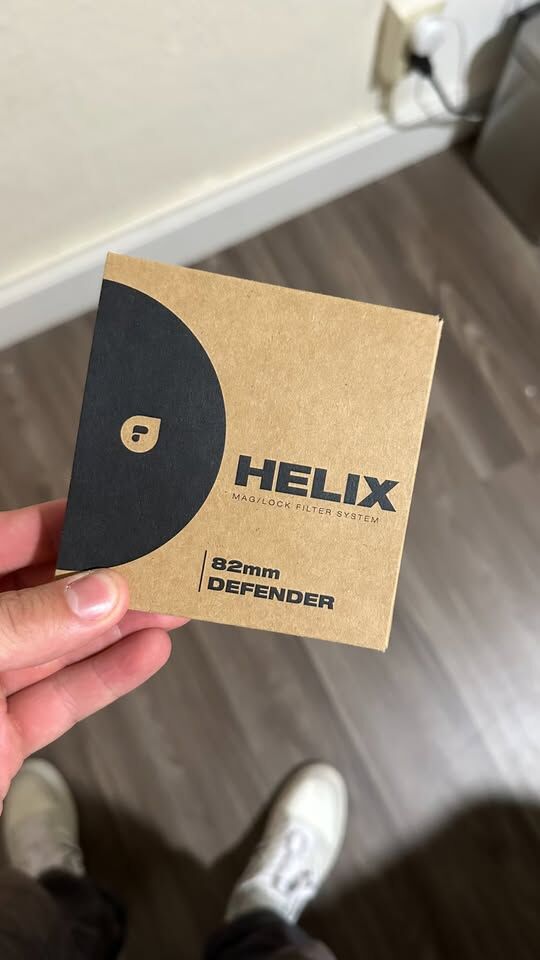 HELIX
MAG/LOCK FILTER SYSTEM
82mm
DEFENDER